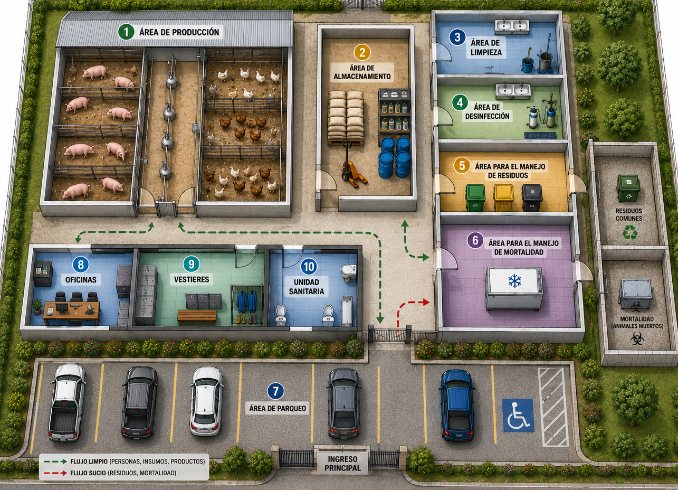 1 ÁREA DE PRODUCCIÓN
2
ÁREA DE
ALMACENAMIENTO
3
ÁREA DE
LIMPIEZA
4
ÁREA DE
DESINFECCIÓN
5 ÁREA PARA EL MANEJO
DE RESIDUOS
6 ÁREA PARA EL MANEJO
DE MORTALIDAD
RESIDUOS
COMUNES
MORTALIDAD
(ANIMALES MUERTOS)
8
OFICINAS
9
VESTIERES
10
UNIDAD
SANITARIA
7
ÁREA DE PARQUEO
FLUJO LIMPIO (PERSONAS, INSUMOS, PRODUCTOS)
FLUJO SUCIO (RESIDUOS, MORTALIDAD)
INGRESO
PRINCIPAL